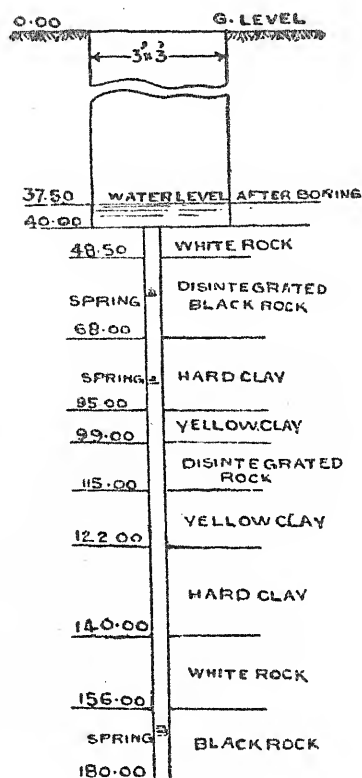 0.00 G. LEVEL
3'×3'
37.50 WATER LEVEL AFTER BORING
40.00
48.50 WHITE ROCK
SPRING DISINTEGRATED
BLACK ROCK
68.00
SPRING HARD CLAY
95.00
YELLOW CLAY
99.00
DISINTEGRATED
ROCK
115.00
YELLOW CLAY
122.00
HARD CLAY
140.00
WHITE ROCK
156.00
SPRING BLACK ROCK
180.00